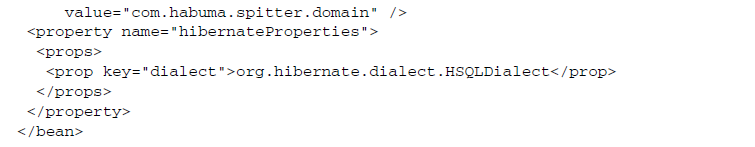 value="com.habuma.spitter.domain" />
<property name="hibernateProperties">
<props>
<prop key="dialect">org.hibernate.dialect.HSQLDialect</prop>
</props>
</property>
</bean>